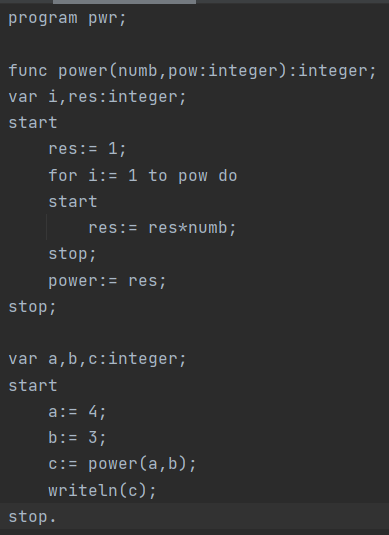 program pwr;
func power(numb,pow:integer):integer;
var i,res:integer;
start
res:= 1;
for i:= 1 to pow do
start
res:= res*numb;
stop;
power:= res;
stop;
var a,b,c:integer;
start
a:= 4;
b:= 3;
c:= power(a,b);
writeln(c);
stop.